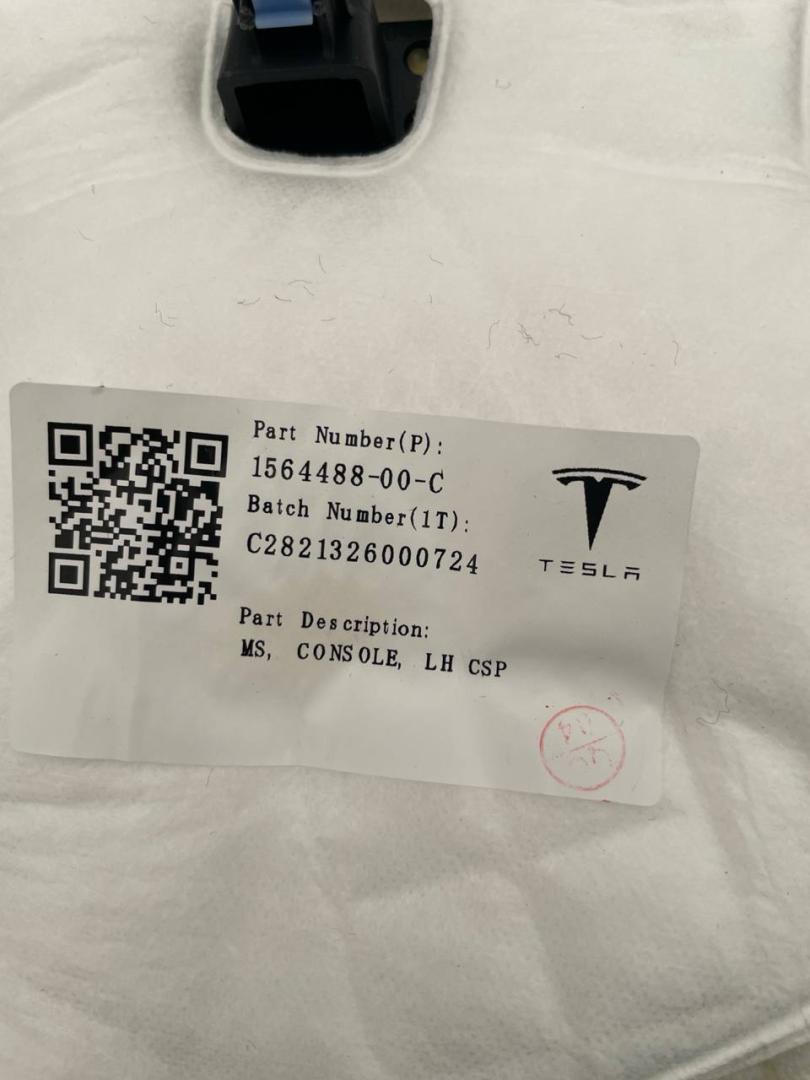 Part Number(P):
1564488-00-C
Batch Number(1T):
C2821326000724
TESLA
Part Description:
MS, CONSOLE, LH CSP